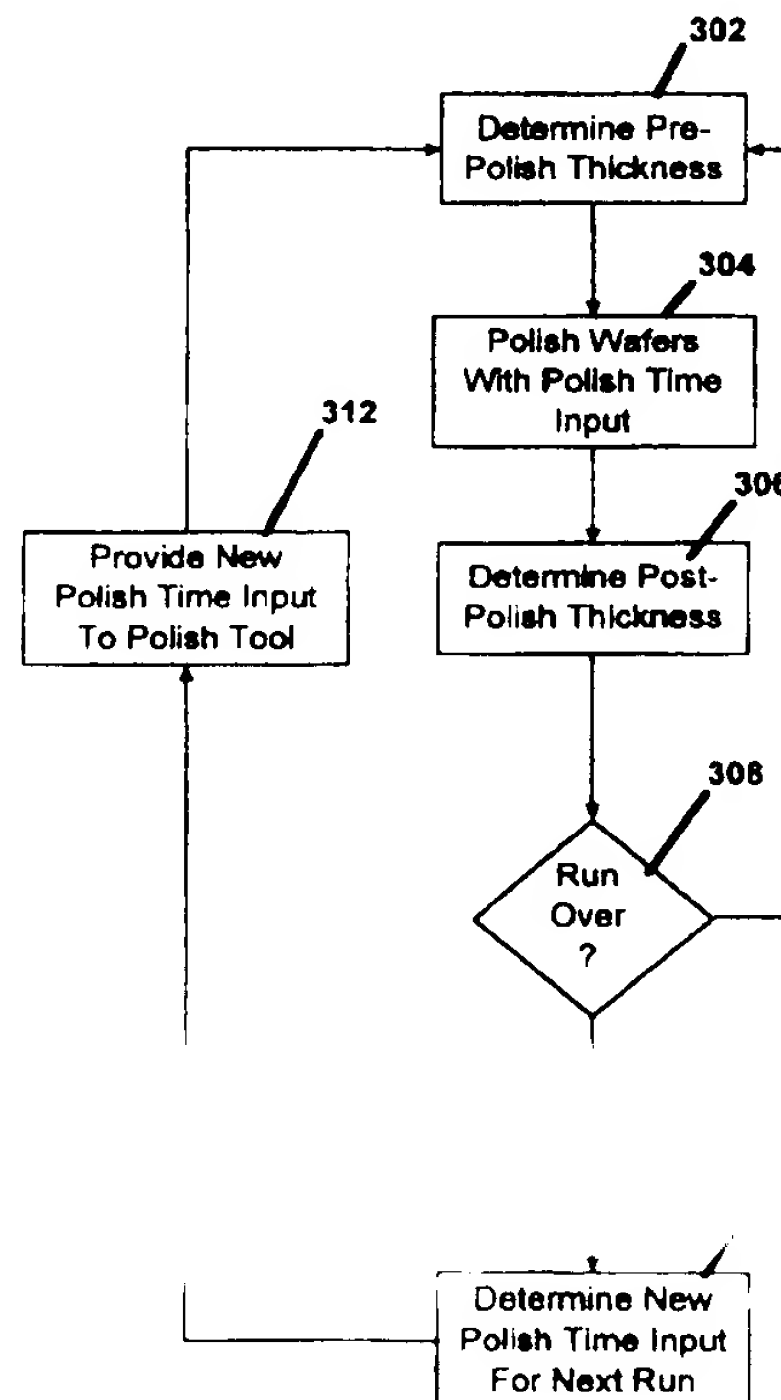 302
Determine Pre-
Polish Thickness
304
Polish Wafers
With Polish Time
Input
312
306
Provide New
Polish Time Input
To Polish Tool
Determine Post-
Polish Thickness
308
Run
Over
?
Determine New
Polish Time Input
For Next Run